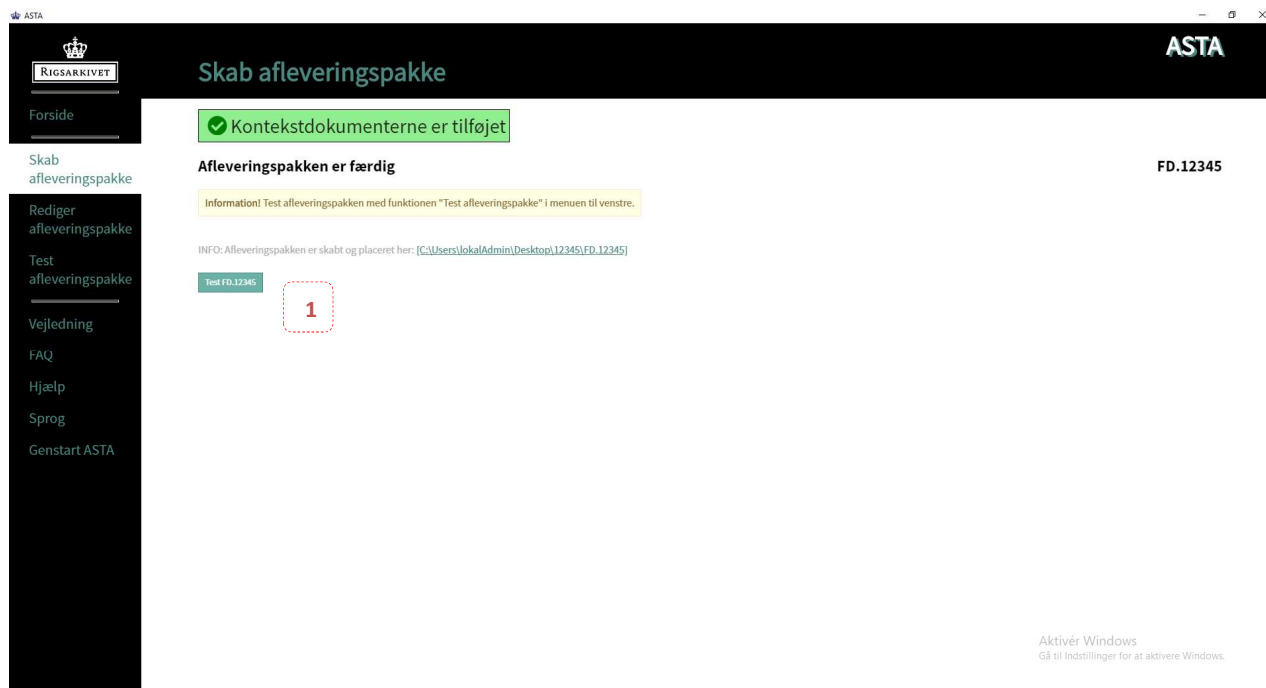 ASTA
RIGSARKIVET
ASTA
Skab afleveringspakke
Forside
Skab
afleveringspakke
Rediger
afleveringspakke
Test
afleveringspakke
Vejledning
FAQ
Hjælp
Sprog
Genstart ASTA
Kontekstdokumenterne er tilføjet
Afleveringspakken er færdig
FD.12345
Information! Test afleveringspakken med funktionen "Test afleveringspakke" i menuen til venstre.
INFO: Afleveringspakken er skabt og placeret her: [C:\Users\lokalAdmin\Desktop\12345\FD.12345]
Test FD.12345
1
Aktivér Windows
Gå til Indstillinger for at aktivere Windows.